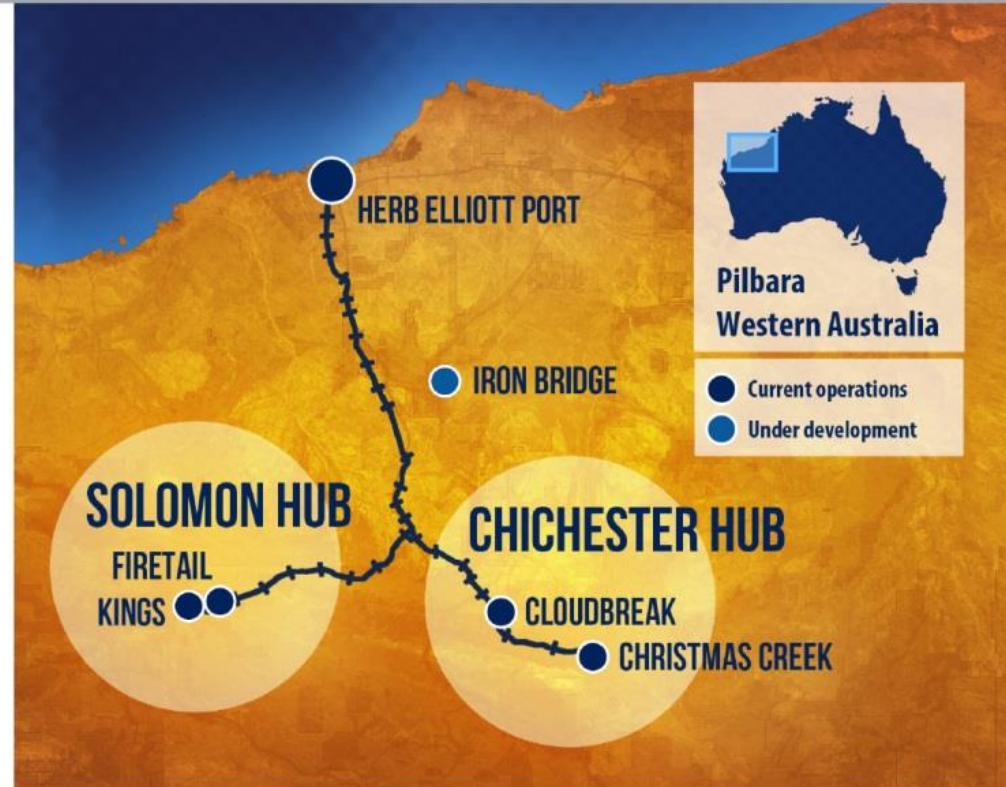 HERB ELLIOTT PORT
Pilbara
Western Australia
IRON BRIDGE
Current operations
Under development
SOLOMON HUB
FIRETAIL
KINGS
CHICHESTER HUB
CLOUDBREAK
CHRISTMAS CREEK